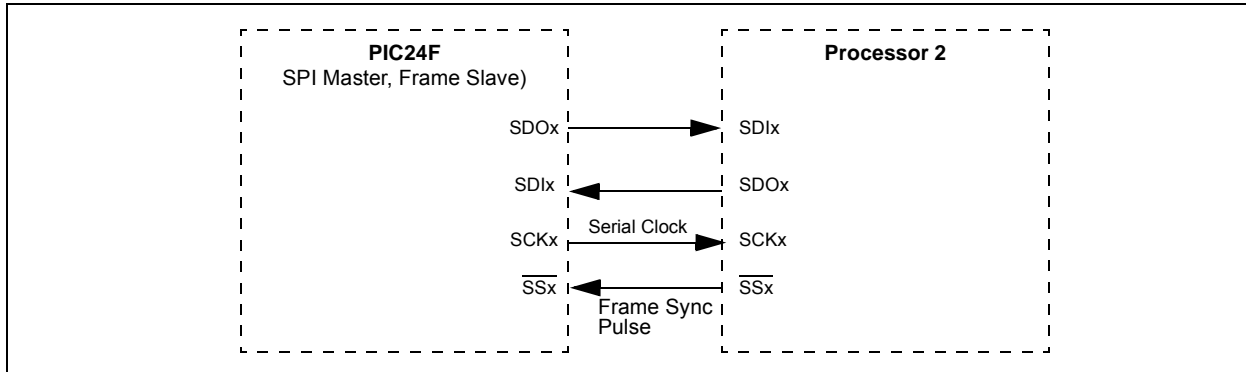 PIC24F
SPI Master, Frame Slave)
Processor 2
SDOx
SDIx
SDIx
SDOx
SCKx
Serial Clock
SCKx
SSx
Frame Sync
Pulse
SSx